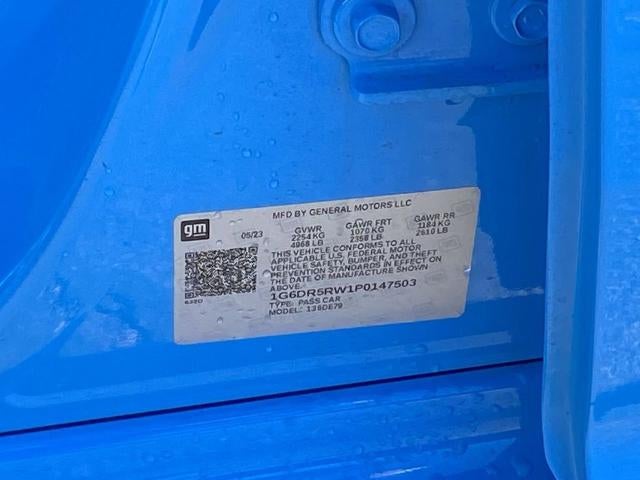 MFD BY GENERAL MOTORS LLC
gm
05/23 GVWR GAWR FRT GAWR RR
2254 KG 1070 KG 1184 KG
4968 LB 2358 LB 2610 LB
THIS VEHICLE CONFORMS TO ALL
APPLICABLE U.S. FEDERAL MOTOR
VEHICLE SAFETY, BUMPER, AND THEFT
PREVENTION STANDARDS IN EFFECT ON
THE DATE OF MANUFACTURE SHOWN
ABOVE.
1G6DR5RW1P0147503
TYPE: PASS CAR
MODEL: 136DE79